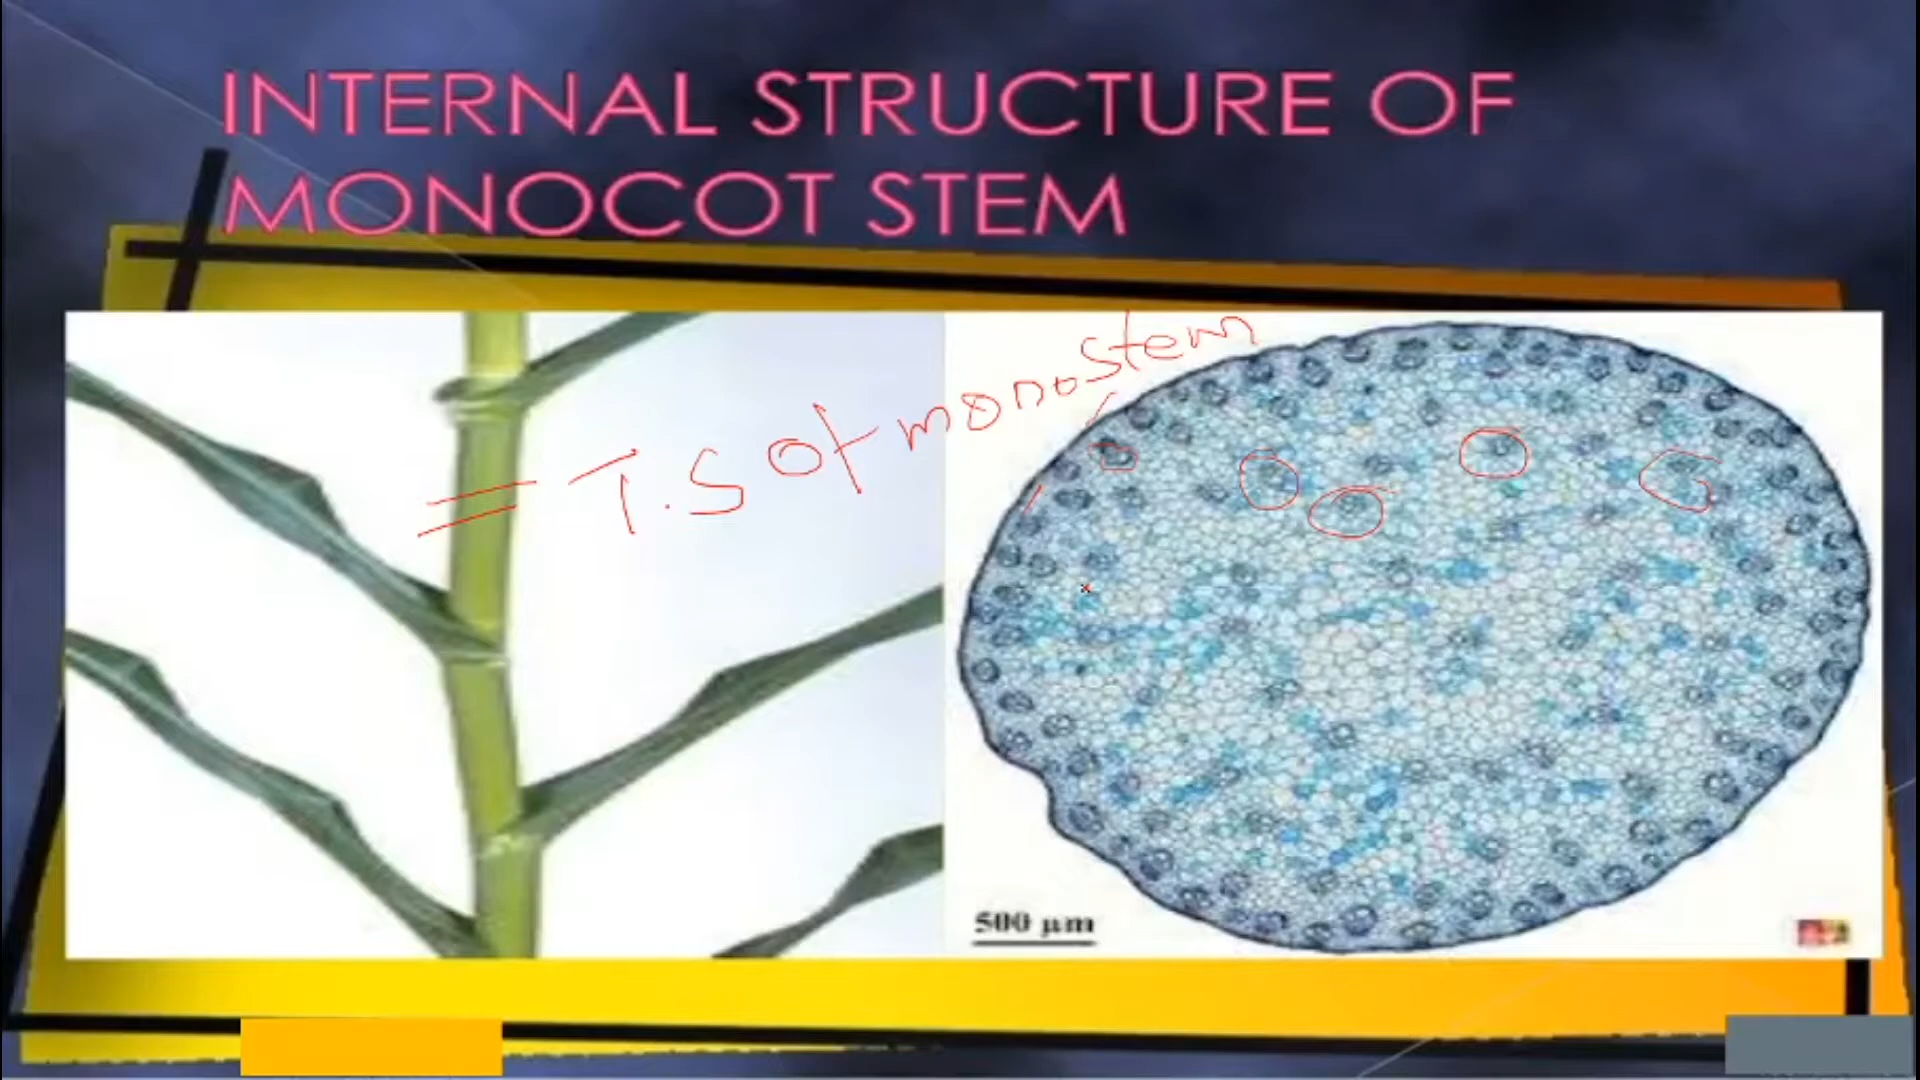 INTERNAL STRUCTURE OF
MONOCOT STEM
= T.S of monostem
500 µm